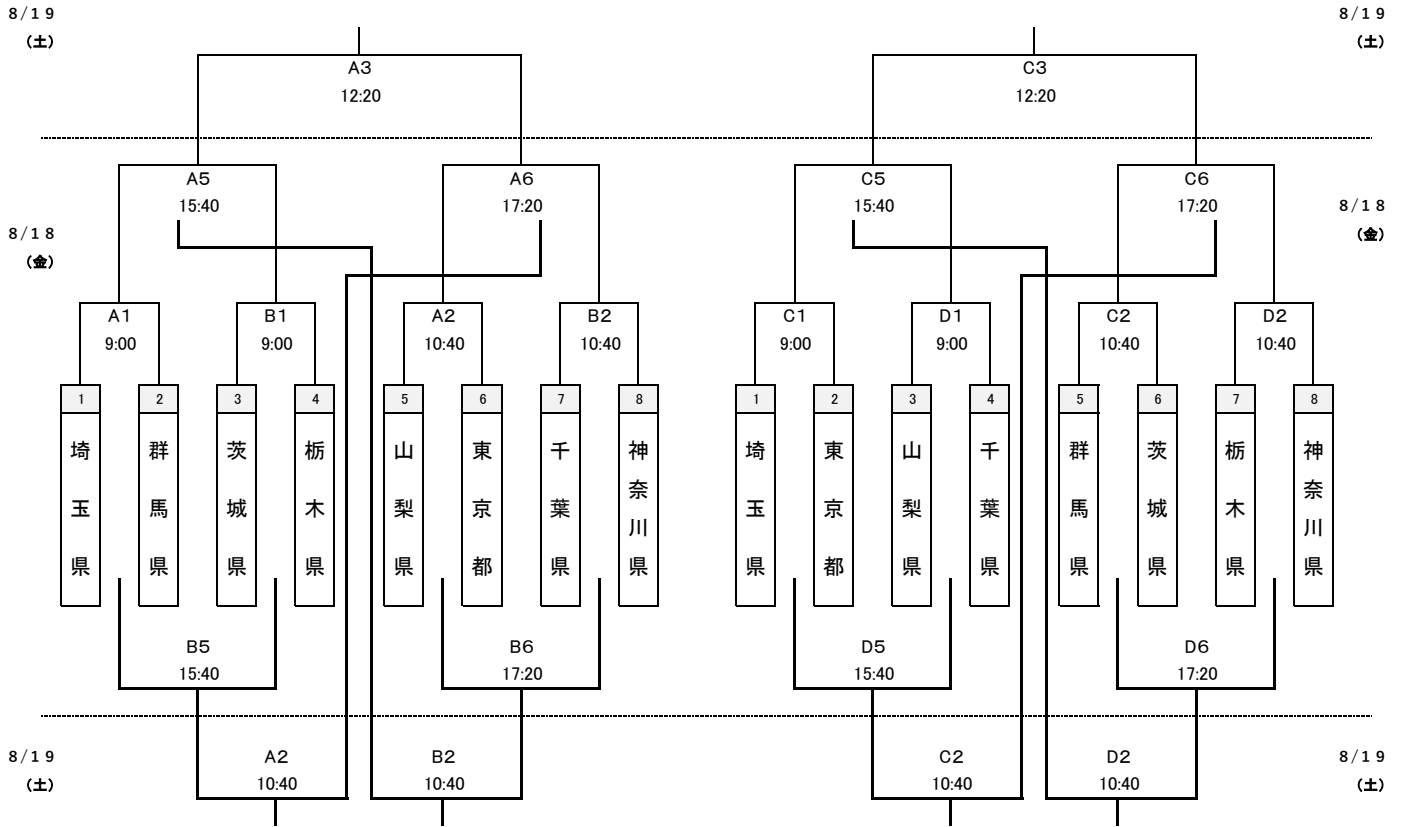 8/19 8/19
(土) (土)
A3 C3
12:20 12:20
A5 A6 C5 C6
15:40 17:20 15:40 17:20
8/18 8/18
(金) (金)
A1 B1 A2 B2 C1 D1 C2 D2
9:00 9:00 10:40 10:40 9:00 9:00 10:40 10:40
1 2 3 4 5 6 7 8 1 2 3 4 5 6 7 8
埼玉県
群馬県
茨城県
栃木県
山梨県
東京都
千葉県
神奈川県
埼玉県
東京都
山梨県
千葉県
群馬県
茨城県
栃木県
神奈川県
B5 B6 D5 D6
15:40 17:20 15:40 17:20
8/19 A2 B2 C2 D2 8/19
(土) 10:40 10:40 10:40 10:40 (土)